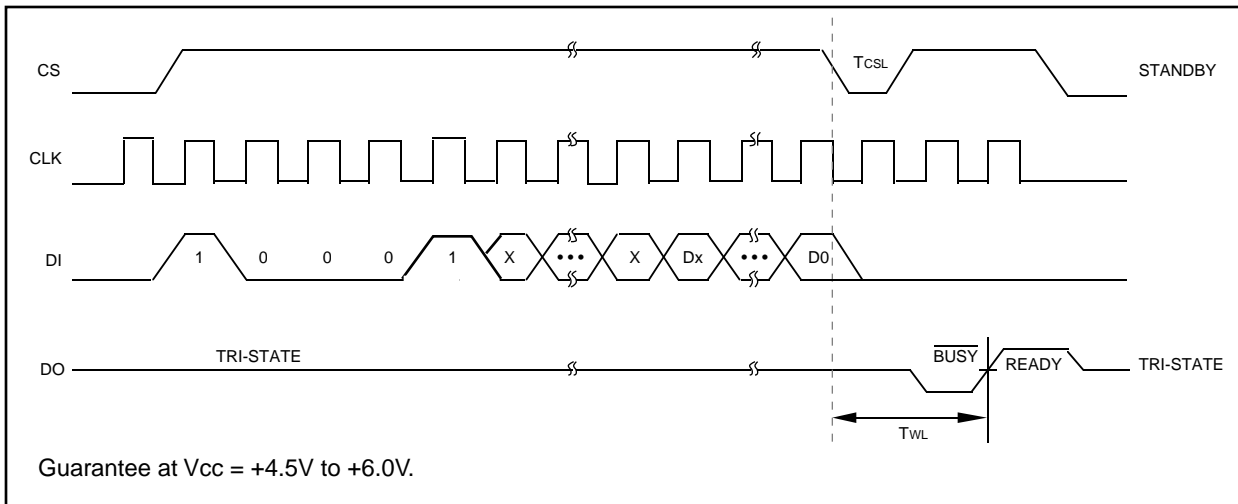 CS TCSL STANDBY
CLK
DI 1 0 0 0 1 X ••• X Dx ••• D0
DO TRI-STATE BUSY READY TRI-STATE
TWL
Guarantee at Vcc = +4.5V to +6.0V.